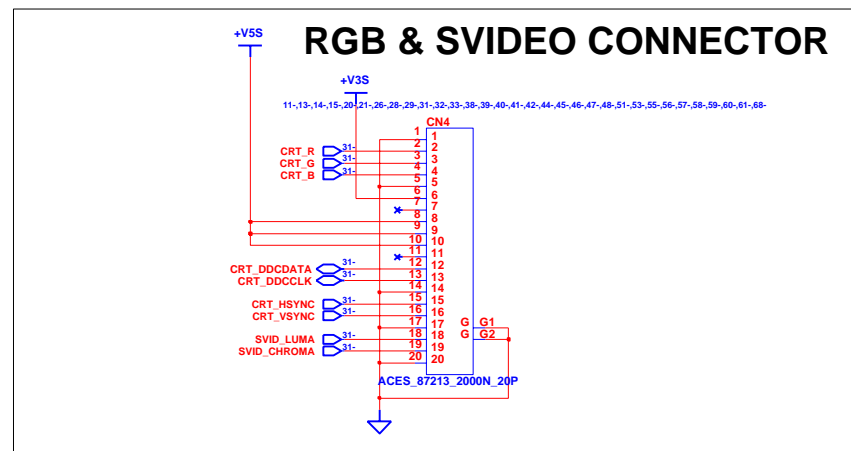 RGB & SVIDEO CONNECTOR
+V5S
+V3S
11-,13-,14-,15-,20-,21-,26-,28-,29-,31-,32-,33-,38-,39-,40-,41-,42-,44-,45-,46-,47-,48-,51-,53-,55-,56-,57-,58-,59-,60-,61-,68-
CN4
1 1
CRT_R 31- 2 2
CRT_G 31- 3 3
CRT_B 31- 4 4
5 5
6 6
7 7
8 8
9 9
10 10
11 11
CRT_DDCDATA 31- 12 12
CRT_DDCCLK 31- 13 13
14 14
CRT_HSYNC 31- 15 15
CRT_VSYNC 31- 16 16
17 17 G G1
SVID_LUMA 31- 18 18 G G2
SVID_CHROMA 31- 19 19
20 20
ACES_87213_2000N_20P